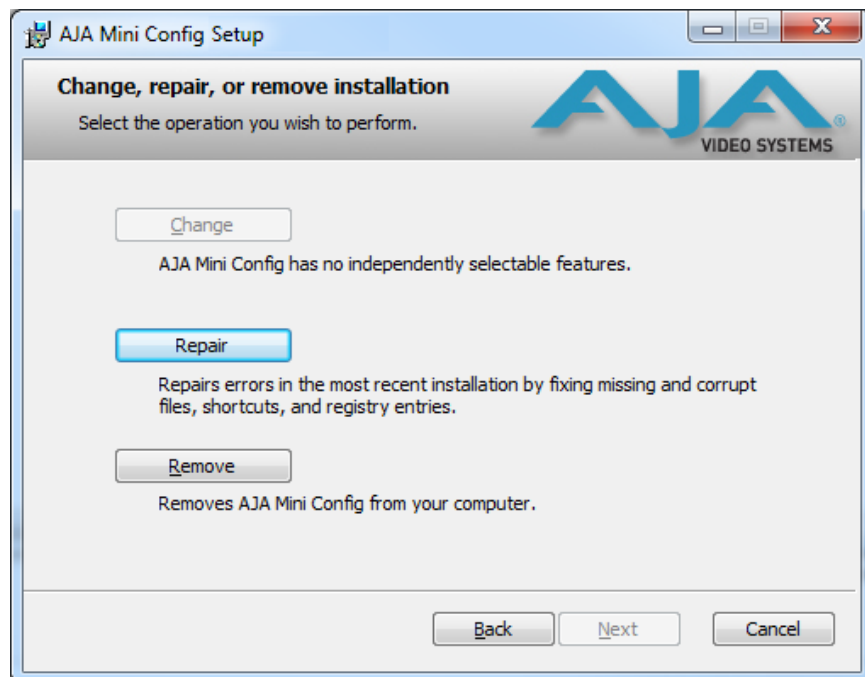 AJA Mini Config Setup
Change, repair, or remove installation
Select the operation you wish to perform.
AJA®
VIDEO SYSTEMS
Change
AJA Mini Config has no independently selectable features.
Repair
Repairs errors in the most recent installation by fixing missing and corrupt
files, shortcuts, and registry entries.
Remove
Removes AJA Mini Config from your computer.
Back
Next
Cancel